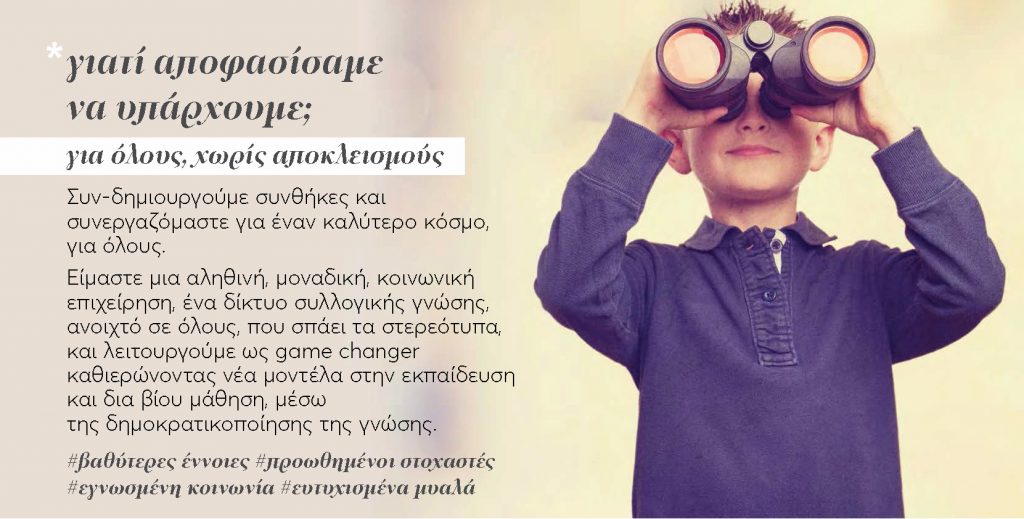 *γιατί αποφασίσαμε
να υπάρχουμε;
για όλους, χωρίς αποκλεισμούς
Συν-δημιουργούμε συνθήκες και
συνεργαζόμαστε για έναν καλύτερο κόσμο,
για όλους.
Είμαστε μια αληθινή, μοναδική, κοινωνική
επιχείρηση, ένα δίκτυο συλλογικής γνώσης,
ανοιχτό σε όλους, που σπάει τα στερεότυπα,
και λειτουργούμε ως game changer
καθιερώνοντας νέα μοντέλα στην εκπαίδευση
και δια βίου μάθηση, μέσω
της δημοκρατικοποίησης της γνώσης.
#βαθύτερες έννοιες #προωθημένοι στοχαστές
#εγνωσμένη κοινωνία #ευτυχισμένα μυαλά